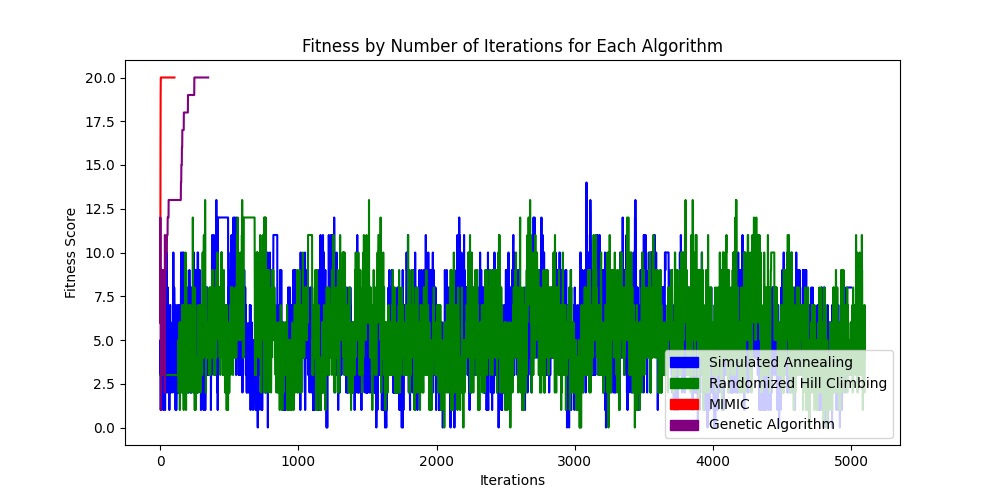 Fitness by Number of Iterations for Each Algorithm
Fitness Score
20.0
17.5
15.0
12.5
10.0
7.5
5.0
2.5
0.0
0
1000
2000
3000
4000
5000
Iterations
Simulated Annealing
Randomized Hill Climbing
MIMIC
Genetic Algorithm